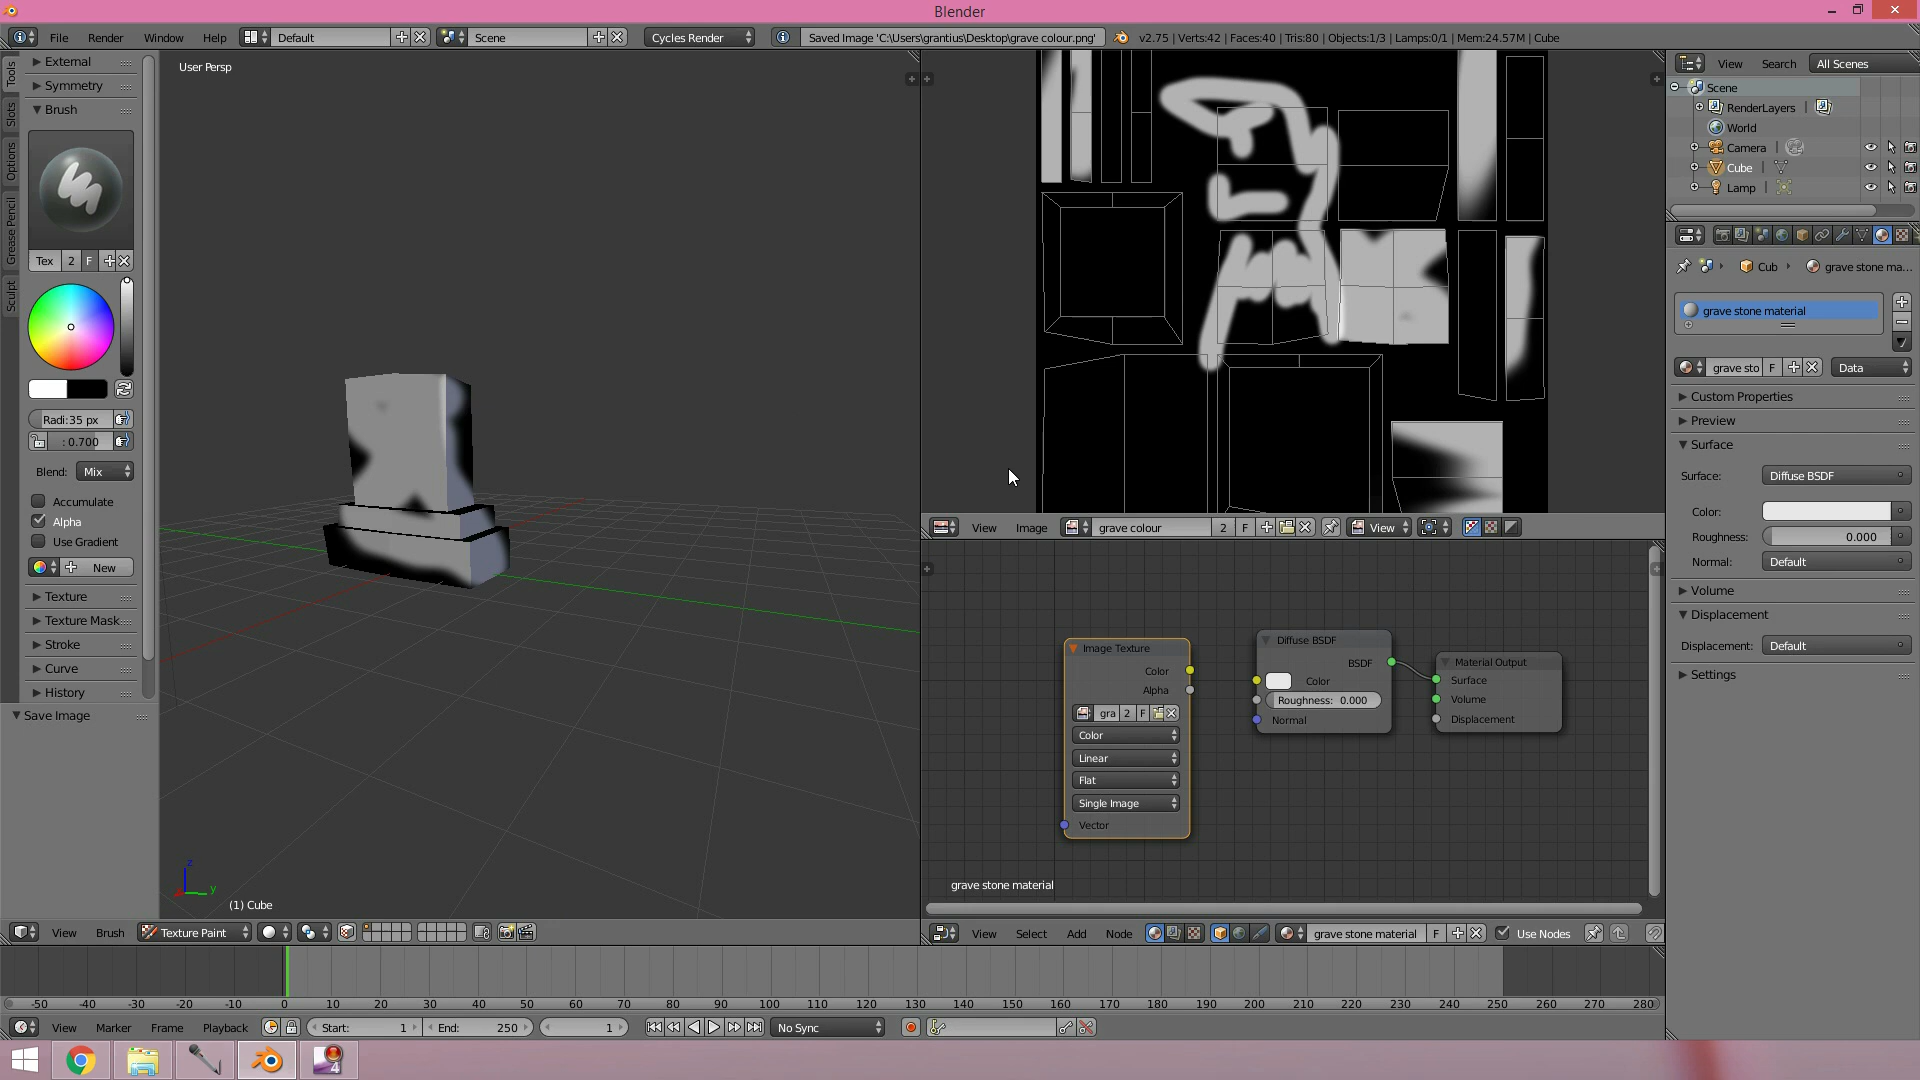 Blender
File Render Window Help Default Scene Cycles Render Saved Image 'C:\Users\grantius\Desktop\grave colour.png' v2.75 | Verts:42 | Faces:40 | Tris:80 | Objects:1/3 | Lamps:0/1 | Mem:24.57M | Cube
Tools
Slots
Options
Grease Pencil
Sculpt
External
Symmetry
Brush
Tex 2 F
Radi:35 px
: 0.700
Blend: Mix
Accumulate
Alpha
Use Gradient
New
Texture
Texture Mask
Stroke
Curve
History
Save Image
User Persp
z
y
(1) Cube
View Brush Texture Paint
View Image grave colour 2 F View
Image Texture
Color
Alpha
gra 2 F
Color
Linear
Flat
Single Image
Vector
Diffuse BSDF
BSDF
Color
Roughness: 0.000
Normal
Material Output
Surface
Volume
Displacement
grave stone material
View Select Add Node grave stone material F Use Nodes
View Search All Scenes
Scene
RenderLayers |
World
Camera |
Cube |
Lamp |
Cub grave stone ma...
grave stone material
grave sto F Data
Custom Properties
Preview
Surface
Surface: Diffuse BSDF
Color:
Roughness: 0.000
Normal: Default
Volume
Displacement
Displacement: Default
Settings
-50 -40 -30 -20 -10 0 10 20 30 40 50 60 70 80 90 100 110 120 130 140 150 160 170 180 190 200 210 220 230 240 250 260 270 280
View Marker Frame Playback Start: 1 End: 250 1 No Sync
4